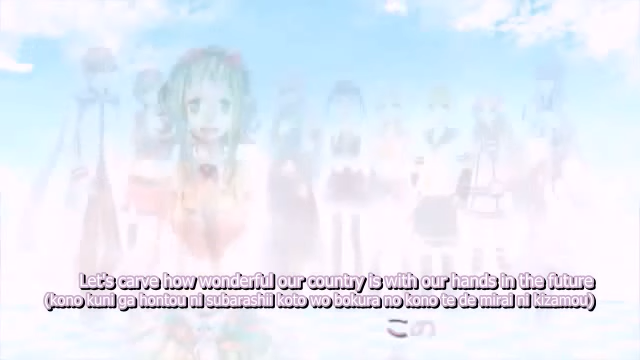 Let's carve how wonderful our country is with our hands in the future
(kono kuni ga hontou ni subarashii koto wo bokura no kono te de mirai ni kizamou)
この